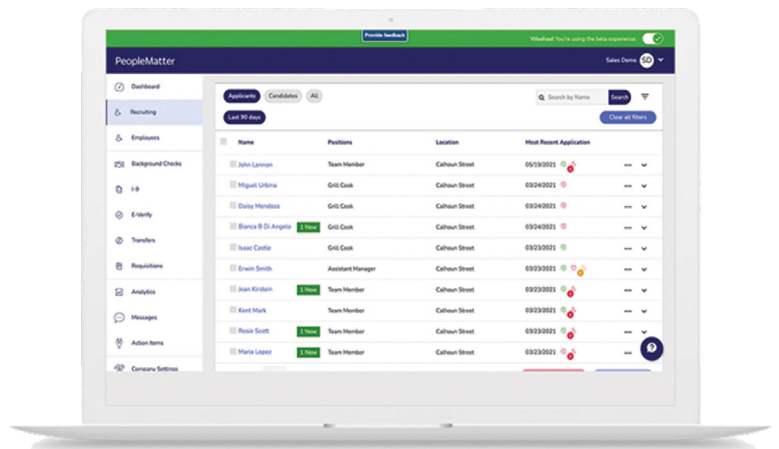 Provide feedback
Woohoo! You're using the beta experience
PeopleMatter
Sales Demo SD
Dashboard
Recruiting
Employees
Background Checks
I-9
E-Verify
Transfers
Requisitions
Analytics
Messages
Action Items
Company Settings
Applicants Candidates All
Search by Name Search
Last 90 days
Clear all filters
Name Positions Location Most Recent Application
John Lennon Team Member Calhoun Street 05/19/2021
Miguel Urbina Grill Cook Calhoun Street 03/24/2021
Daisy Mendoza Grill Cook Calhoun Street 03/24/2021
Bianca B Di Angelo 1 New Grill Cook Calhoun Street 03/24/2021
Isaac Castle Grill Cook Calhoun Street 03/23/2021
Erwin Smith Assistant Manager Calhoun Street 03/23/2021
Jean Kirstein 1 New Team Member Calhoun Street 03/23/2021
Kent Mark Team Member Calhoun Street 03/23/2021
Rosie Scott 1 New Team Member Calhoun Street 03/23/2021
Maria Lopez 1 New Team Member Calhoun Street 03/23/2021
?